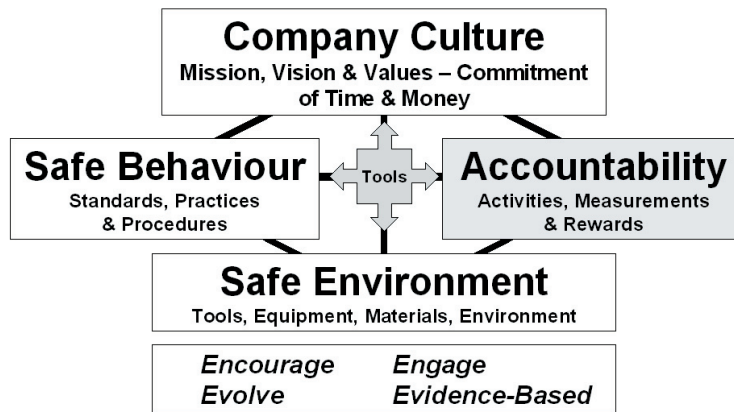 Company Culture
Mission, Vision & Values – Commitment
of Time & Money
Safe Behaviour
Standards, Practices
& Procedures
Tools
Accountability
Activities, Measurements
& Rewards
Safe Environment
Tools, Equipment, Materials, Environment
Encourage Engage
Evolve Evidence-Based